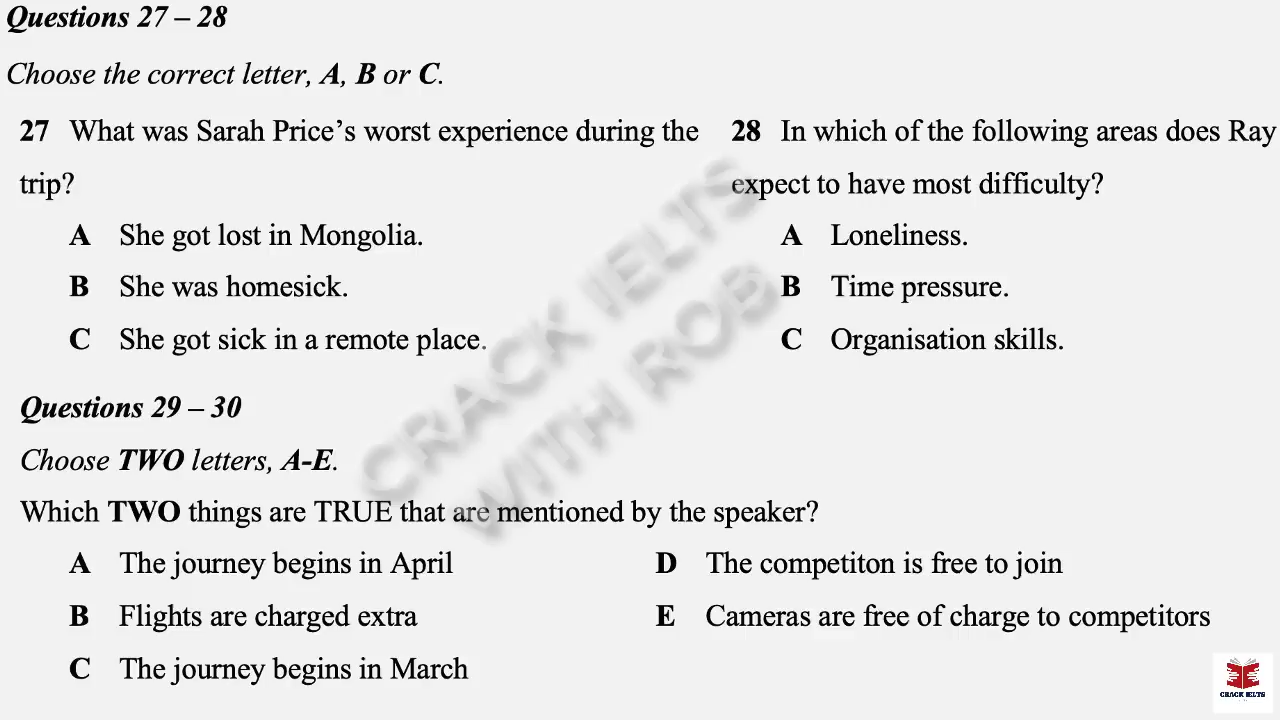 Questions 27 – 28
Choose the correct letter, A, B or C.
27 What was Sarah Price’s worst experience during the
trip?
A She got lost in Mongolia.
B She was homesick.
C She got sick in a remote place.
28 In which of the following areas does Ray
expect to have most difficulty?
A Loneliness.
B Time pressure.
C Organisation skills.
Questions 29 – 30
Choose TWO letters, A-E.
Which TWO things are TRUE that are mentioned by the speaker?
A The journey begins in April
B Flights are charged extra
C The journey begins in March
D The competiton is free to join
E Cameras are free of charge to competitors
CRACK IELTS
WITH ROB
CRACK IELTS